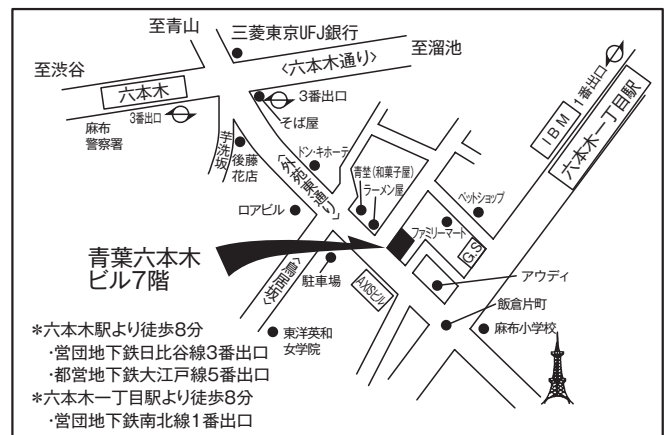 至青山
三菱東京UFJ銀行
〈六本木通り〉
至溜池
至渋谷
六本木
3番出口
麻布
警察署
3番出口
そば屋
芋洗坂
後藤
花店
ドン・キホーテ
〈外苑東通り〉
ロアビル
青埜(和菓子屋)
ラーメン屋
ペットショップ
ファミリーマート
G.S
IBM
1番出口
六本木一丁目駅
青葉六本木
ビル7階
〈鳥居坂〉
駐車場
AXISビル
アウディ
飯倉片町
麻布小学校
東洋英和
女学院
*六本木駅より徒歩8分
・営団地下鉄日比谷線3番出口
・都営地下鉄大江戸線5番出口
*六本木一丁目駅より徒歩8分
・営団地下鉄南北線1番出口